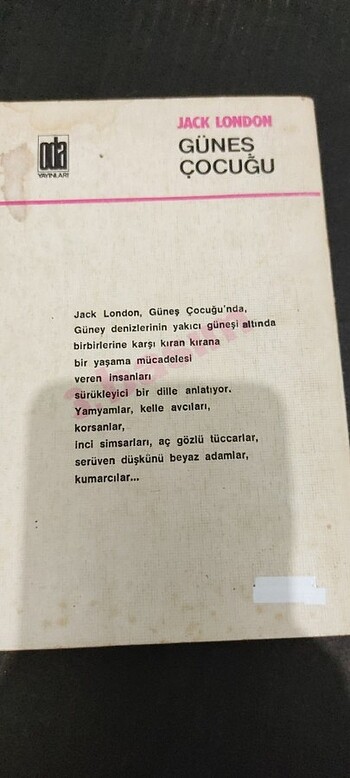 JACK LONDON
GÜNEŞ
ÇOCUĞU
oda
YAYINLARI
Jack London, Güneş Çocuğu'nda,
Güney denizlerinin yakıcı güneşi altında
birbirlerine karşı kıran kırana
bir yaşama mücadelesi
veren insanları
sürükleyici bir dille anlatıyor.
Yamyamlar, kelle avcıları,
korsanlar,
inci simsarları, aç gözlü tüccarlar,
serüven düşkünü beyaz adamlar,
kumarcılar...